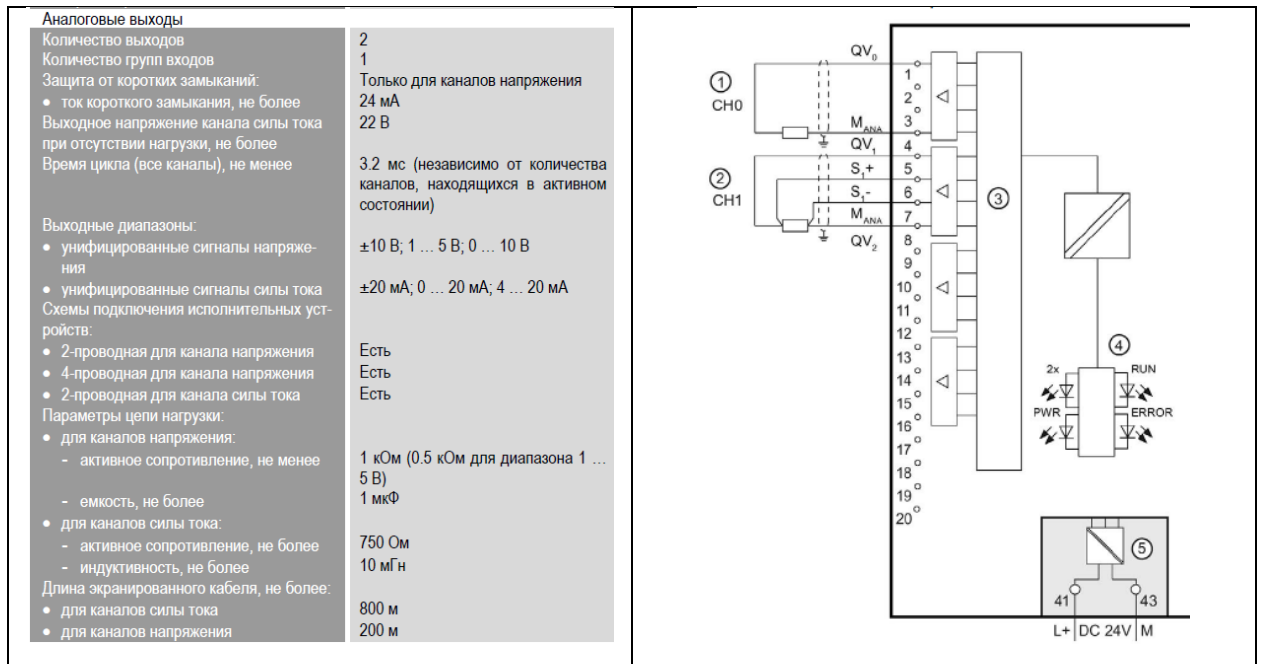 Аналоговые выходы
Количество выходов 2
Количество групп входов 1
Защита от коротких замыканий: Только для каналов напряжения
• ток короткого замыкания, не более 24 мА
Выходное напряжение канала силы тока 22 В
при отсутствии нагрузки, не более
Время цикла (все каналы), не менее 3.2 мс (независимо от количества
каналов, находящихся в активном
состоянии)
Выходные диапазоны:
• унифицированные сигналы напряже- ±10 В; 1 … 5 В; 0 … 10 В
ния
• унифицированные сигналы силы тока ±20 мА; 0 … 20 мА; 4 … 20 мА
Схемы подключения исполнительных уст-
ройств:
• 2-проводная для канала напряжения Есть
• 4-проводная для канала напряжения Есть
• 2-проводная для канала силы тока Есть
Параметры цепи нагрузки:
• для каналов напряжения:
- активное сопротивление, не менее 1 кОм (0.5 кОм для диапазона 1 …
5 В)
- емкость, не более 1 мкФ
• для каналов силы тока:
- активное сопротивление, не более 750 Ом
- индуктивность, не более 10 мГн
Длина экранированного кабеля, не более:
• для каналов силы тока 800 м
• для каналов напряжения 200 м
QV0
1
① 2
CH0
3
MANA
QV1 4
S1+ 5
②
S1- 6 ③
CH1
MANA 7
QV2 8
9
10
11
12
13 ④
2x RUN
14
15
PWR ERROR
16
17
18
19
20
⑤
41 43
L+ DC 24V M